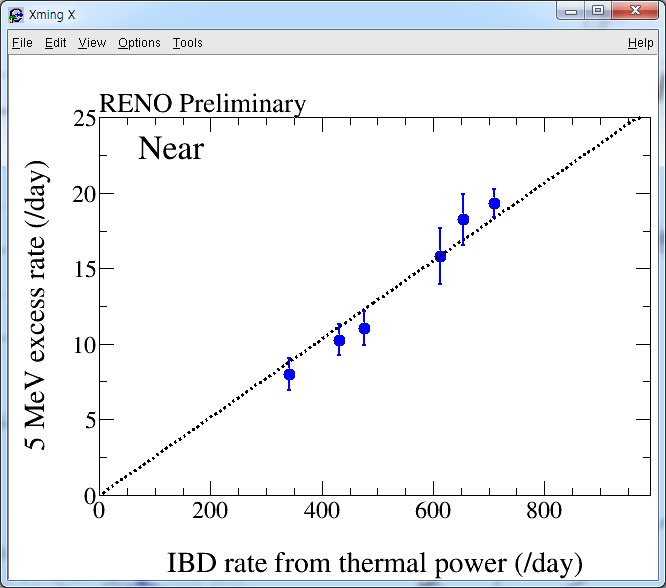 Xming X
File Edit View Options Tools Help
RENO Preliminary
Near
5 MeV excess rate (/day)
25
20
15
10
5
0
0 200 400 600 800
IBD rate from thermal power (/day)